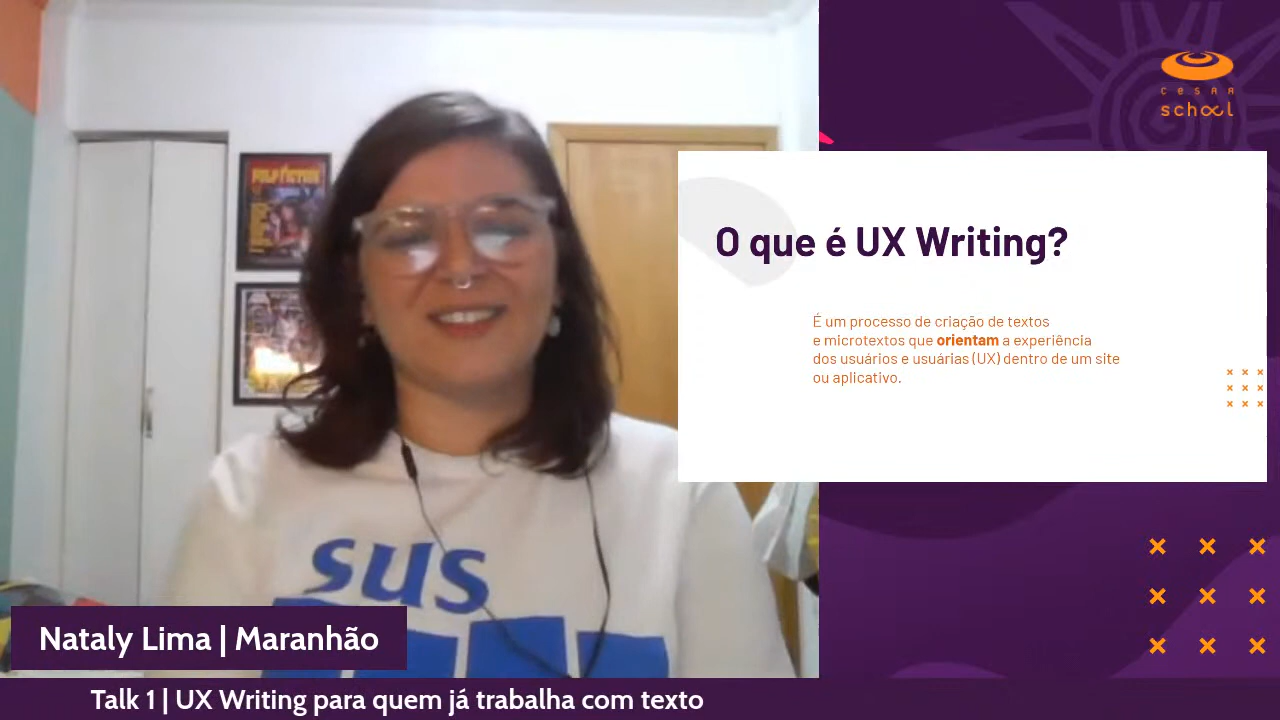 PULP FICTION
cesar
school
O que é UX Writing?
É um processo de criação de textos
e microtextos que orientam a experiência
dos usuários e usuárias (UX) dentro de um site
ou aplicativo.
sus
Nataly Lima | Maranhão
Talk 1 | UX Writing para quem já trabalha com texto